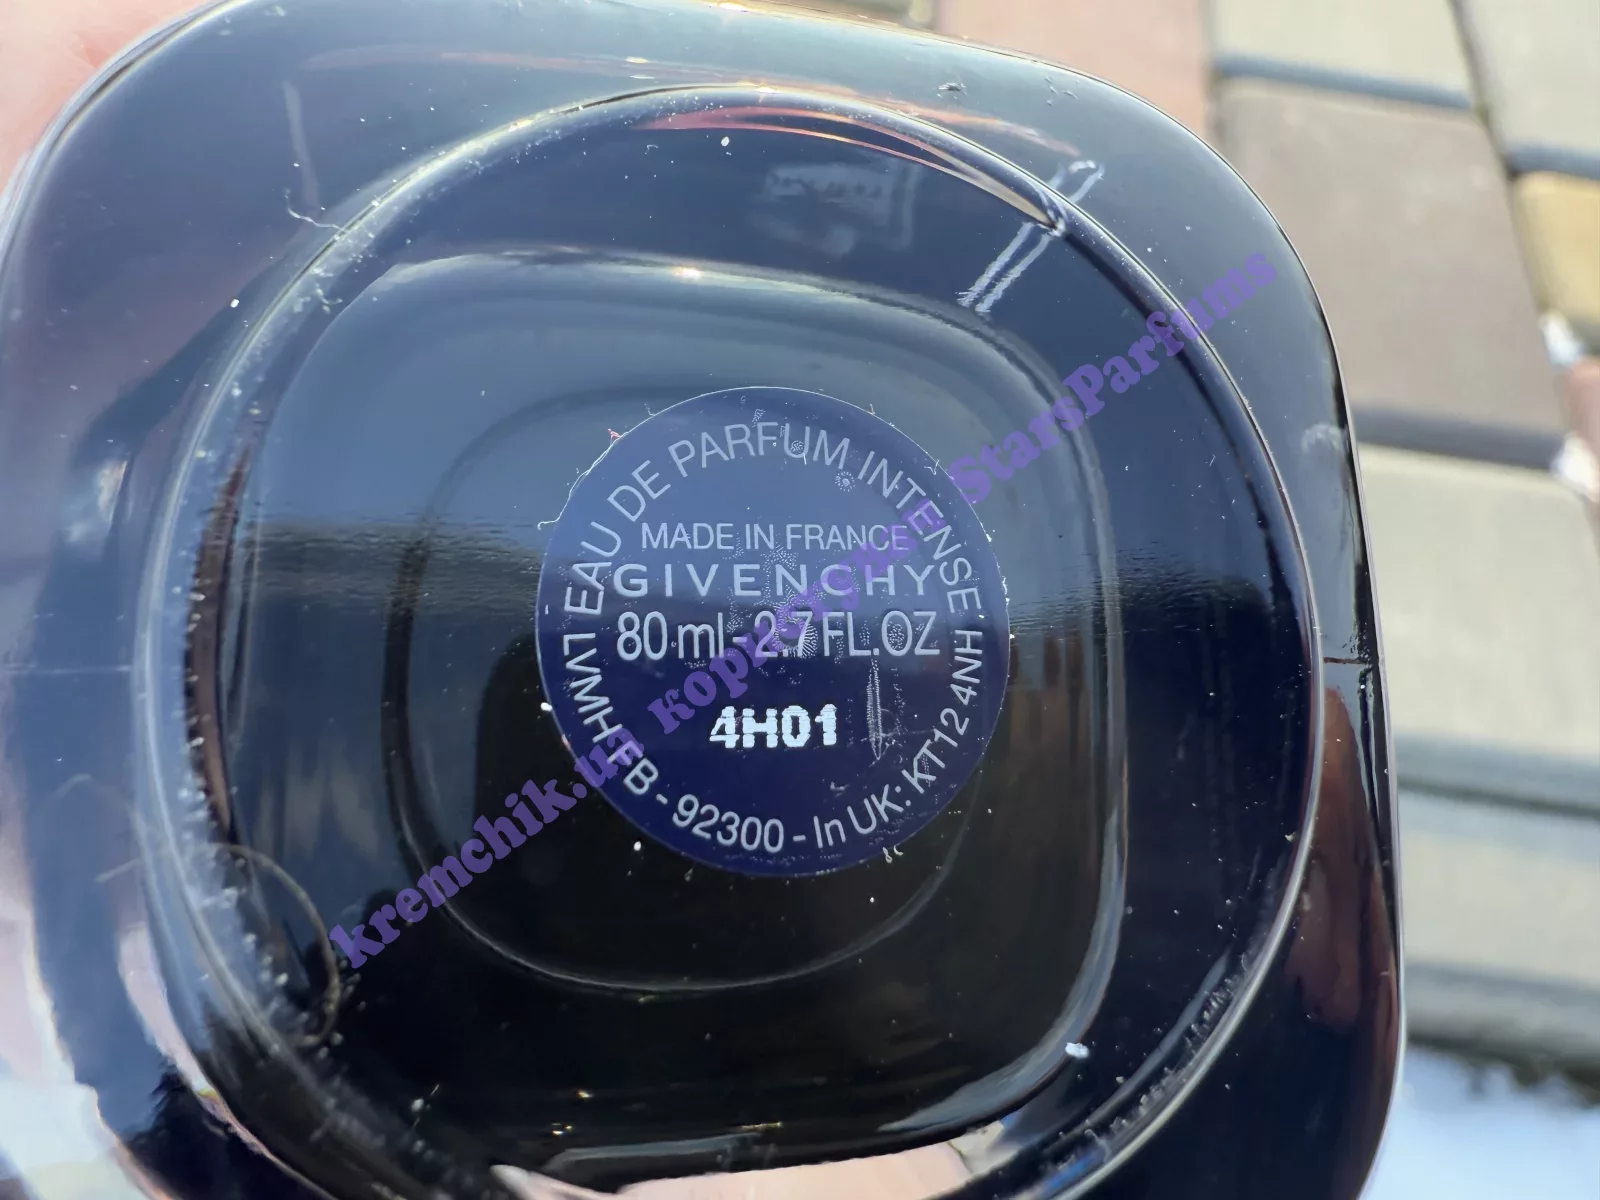 EAU DE PARFUM INTENSE
MADE IN FRANCE
GIVENCHY
80 ml - 2.7 FL.OZ
4H01
LVMH FB - 92300 - In UK: KT12 4NH
kremchik.ua StarsParfums